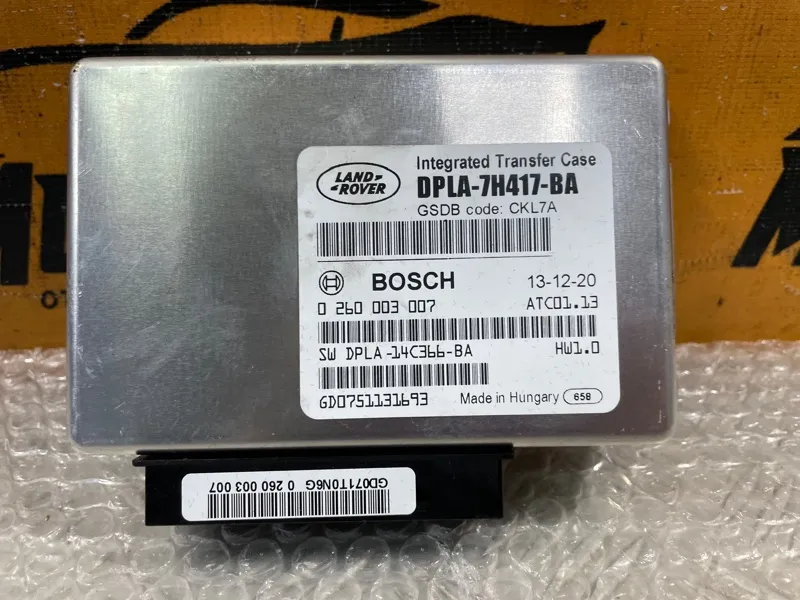 LAND-
-ROVER
Integrated Transfer Case
DPLA-7H417-BA
GSDB code: CKL7A
BOSCH 13-12-20
0 260 003 007 ATC01.13
SW DPLA-14C366-BA HW1.0
GD0751131693 Made in Hungary 658
GD071T0N6G 0 260 003 007